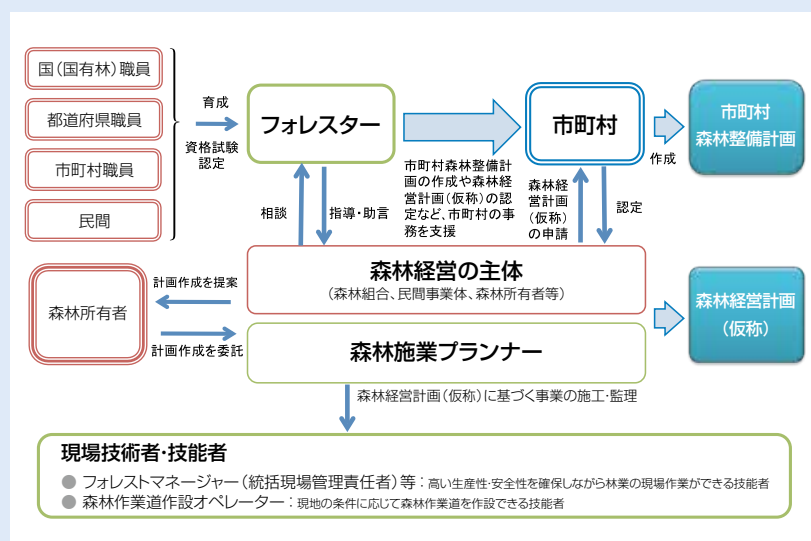 国(国有林)職員
都道府県職員
市町村職員
民間
育成
資格試験
認定
フォレスター
市町村森林整備計
画の作成や森林経
営計画(仮称)の認
定など、市町村の事
務を支援
市町村
作成
市町村
森林整備計画
相談
指導・助言
森林経
営計画
(仮称)
の申請
認定
森林所有者
計画作成を提案
計画作成を委託
森林経営の主体
(森林組合、民間事業体、森林所有者等)
森林施業プランナー
森林経営計画
(仮称)
森林経営計画(仮称)に基づく事業の施工・監理
現場技術者・技能者
● フォレストマネージャー(統括現場管理責任者)等:高い生産性・安全性を確保しながら林業の現場作業ができる技能者
● 森林作業道作設オペレーター:現地の条件に応じて森林作業道を作設できる技能者